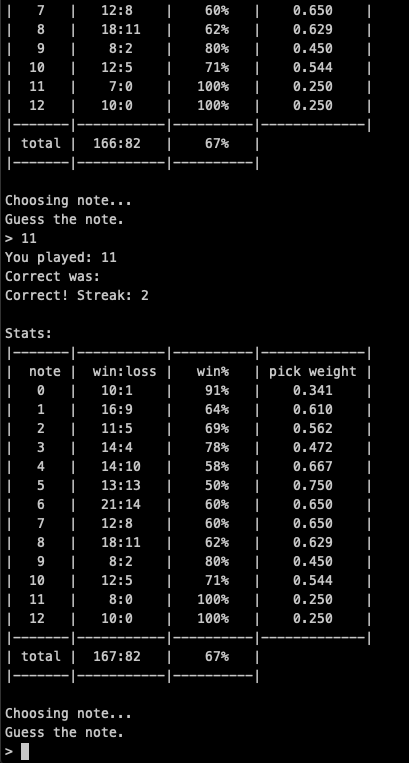 |   7   |   12:8    |   60%    |    0.650    |
|   8   |   18:11   |   62%    |    0.629    |
|   9   |    8:2    |   80%    |    0.450    |
|  10   |   12:5    |   71%    |    0.544    |
|  11   |    7:0    |  100%    |    0.250    |
|  12   |   10:0    |  100%    |    0.250    |
|-------|-----------|----------|-------------|
| total |  166:82   |   67%    |
|-------|-----------|----------|

Choosing note...
Guess the note.
> 11
You played: 11
Correct was:
Correct! Streak: 2

Stats:
|-------|-----------|----------|-------------|
|  note |  win:loss |   win%   | pick weight |
|   0   |   10:1    |   91%    |    0.341    |
|   1   |   16:9    |   64%    |    0.610    |
|   2   |   11:5    |   69%    |    0.562    |
|   3   |   14:4    |   78%    |    0.472    |
|   4   |   14:10   |   58%    |    0.667    |
|   5   |   13:13   |   50%    |    0.750    |
|   6   |   21:14   |   60%    |    0.650    |
|   7   |   12:8    |   60%    |    0.650    |
|   8   |   18:11   |   62%    |    0.629    |
|   9   |    8:2    |   80%    |    0.450    |
|  10   |   12:5    |   71%    |    0.544    |
|  11   |    8:0    |  100%    |    0.250    |
|  12   |   10:0    |  100%    |    0.250    |
|-------|-----------|----------|-------------|
| total |  167:82   |   67%    |
|-------|-----------|----------|

Choosing note...
Guess the note.
>